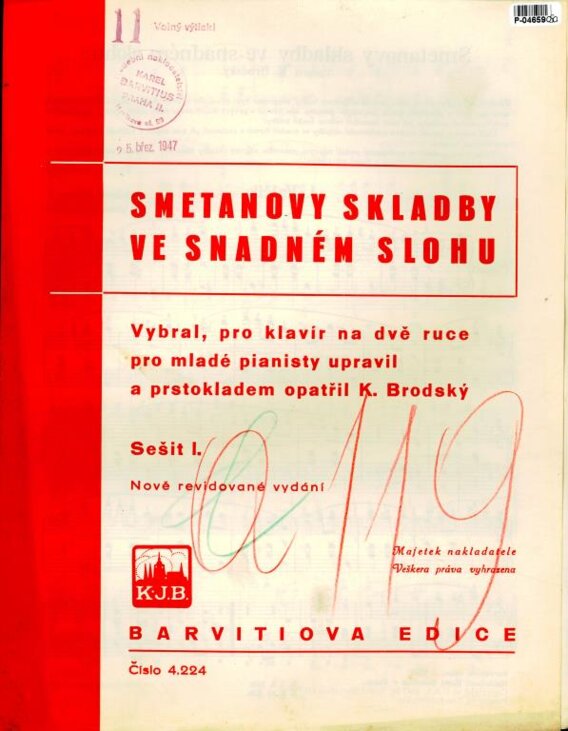 11 Volný výtisk!
P-04659
KAREL
BARVITIUS
PRAHA II.
25. břez. 1947
SMETANOVY SKLADBY
VE SNADNÉM SLOHU
Vybral, pro klavír na dvě ruce
pro mladé pianisty upravil
a prstokladem opatřil K. Brodský
Sešit I.
Nově revidované vydání
a 119
Majetek nakladatele
Veškera práva vyhrazena
K.J.B.
BARVITIOVA EDICE
Číslo 4.224